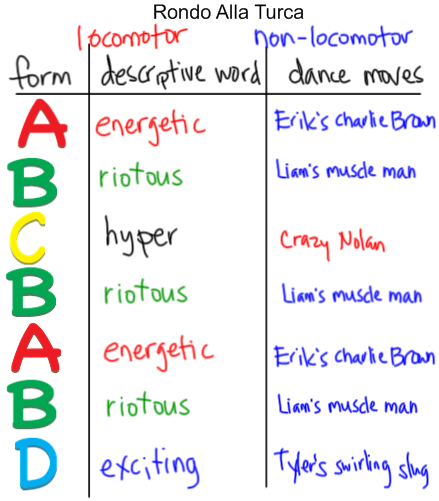 Rondo Alla Turca
locomotor non-locomotor
form descriptive word dance moves
A energetic Erik's Charlie Brown
B riotous Liam's muscle man
C hyper Crazy Nolan
B riotous Liam's muscle man
A energetic Erik's Charlie Brown
B riotous Liam's muscle man
D exciting Tyler's swirling slug